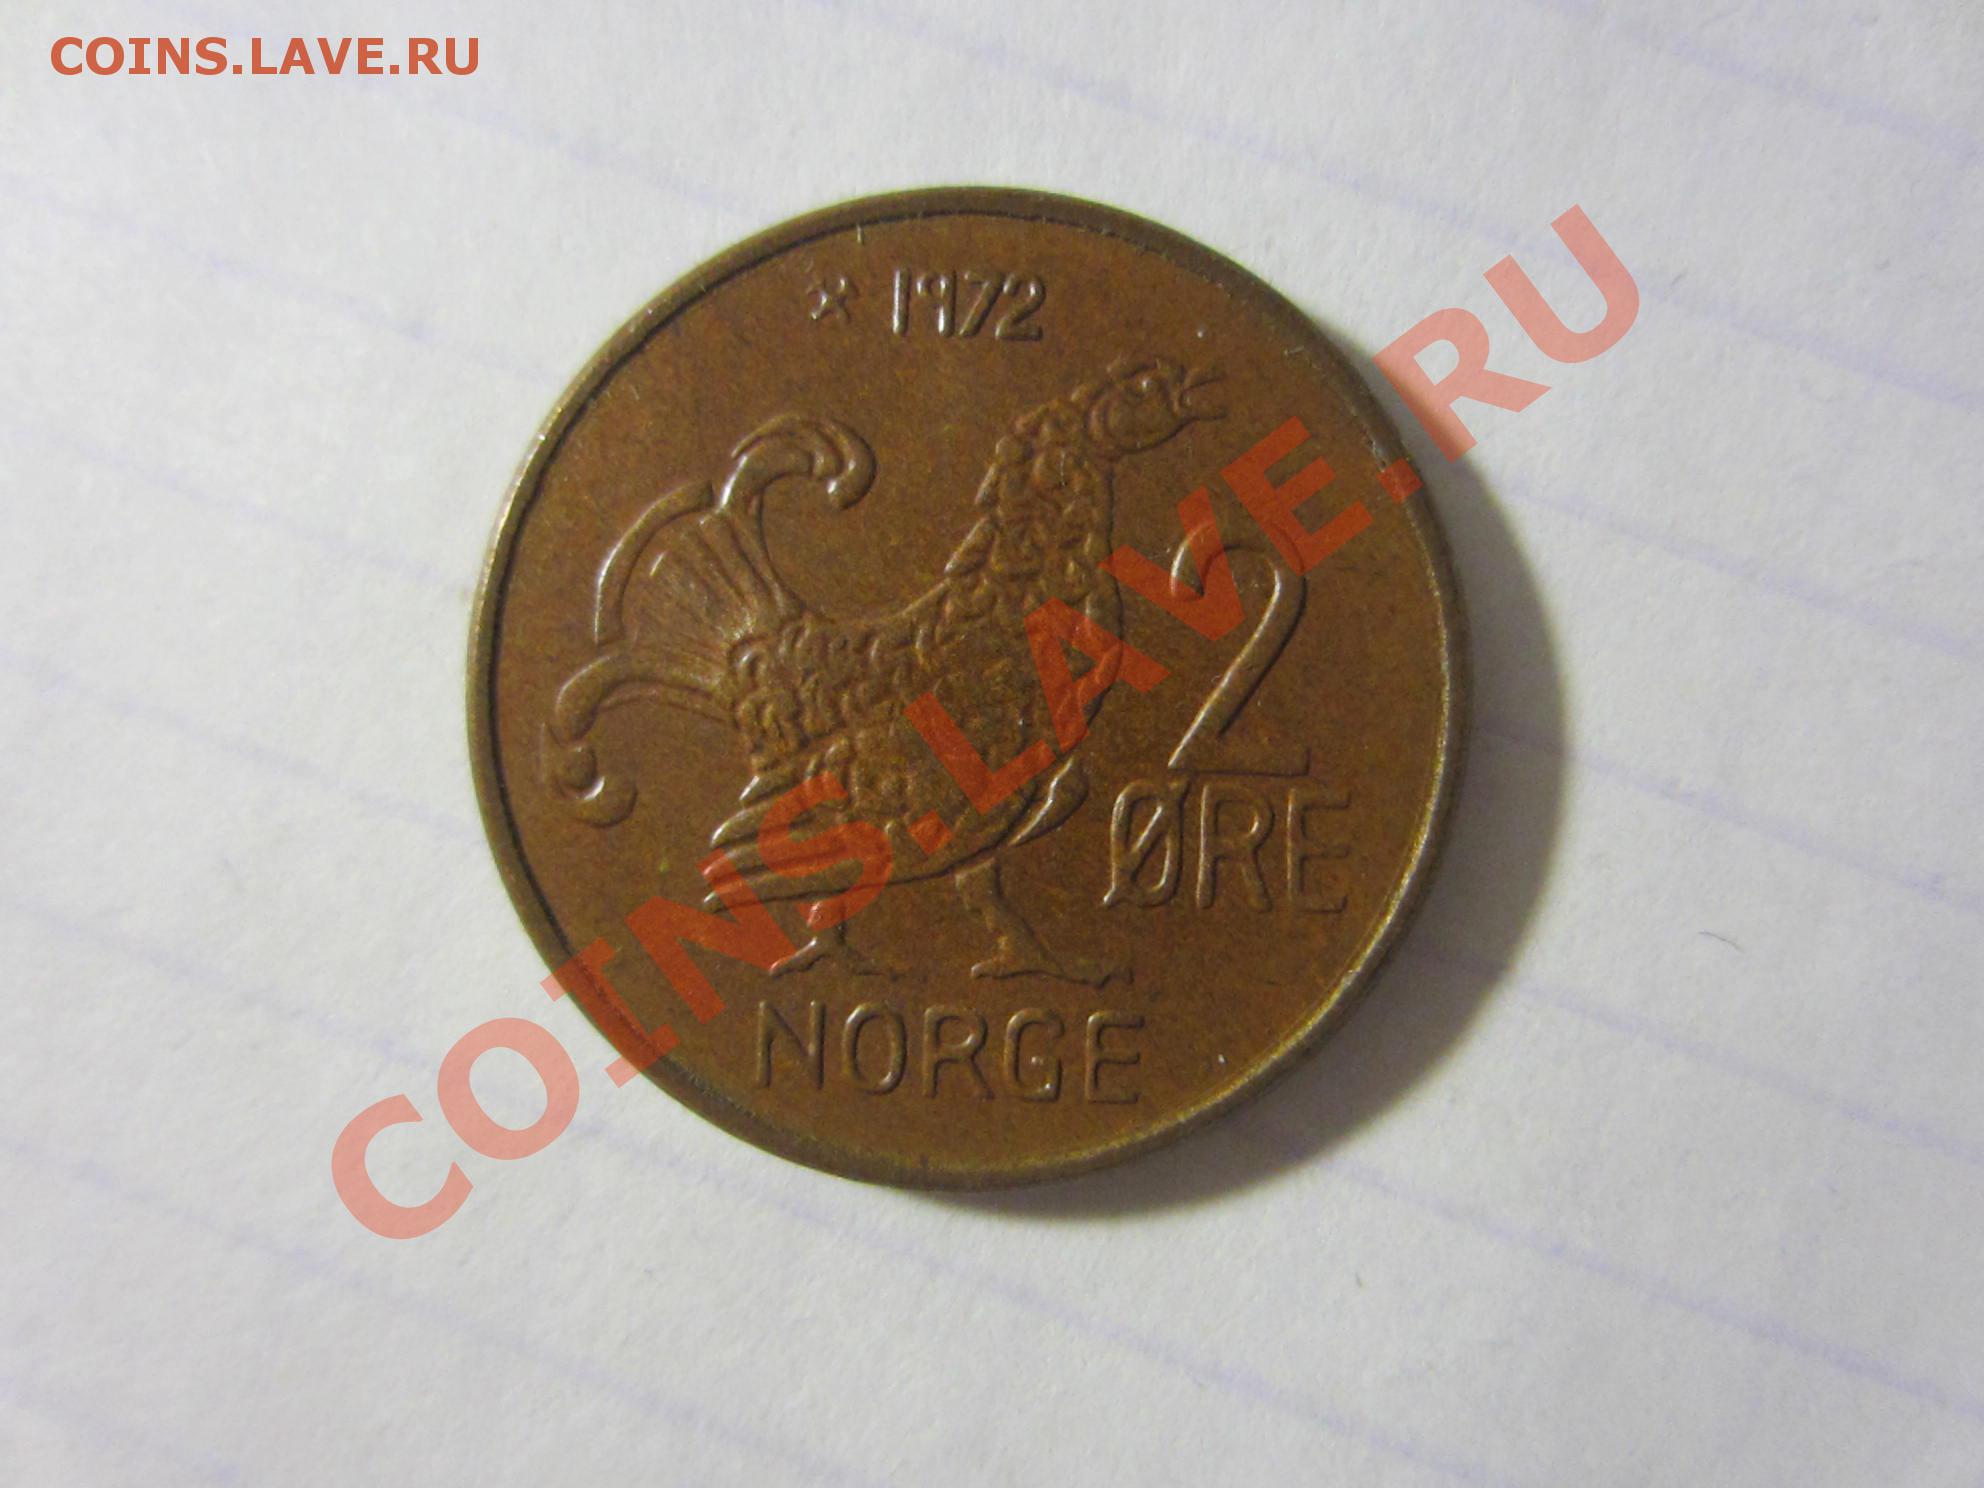 COINS.LAVE.RU
1972
2
ØRE
NORGE
COINS.LAVE.RU